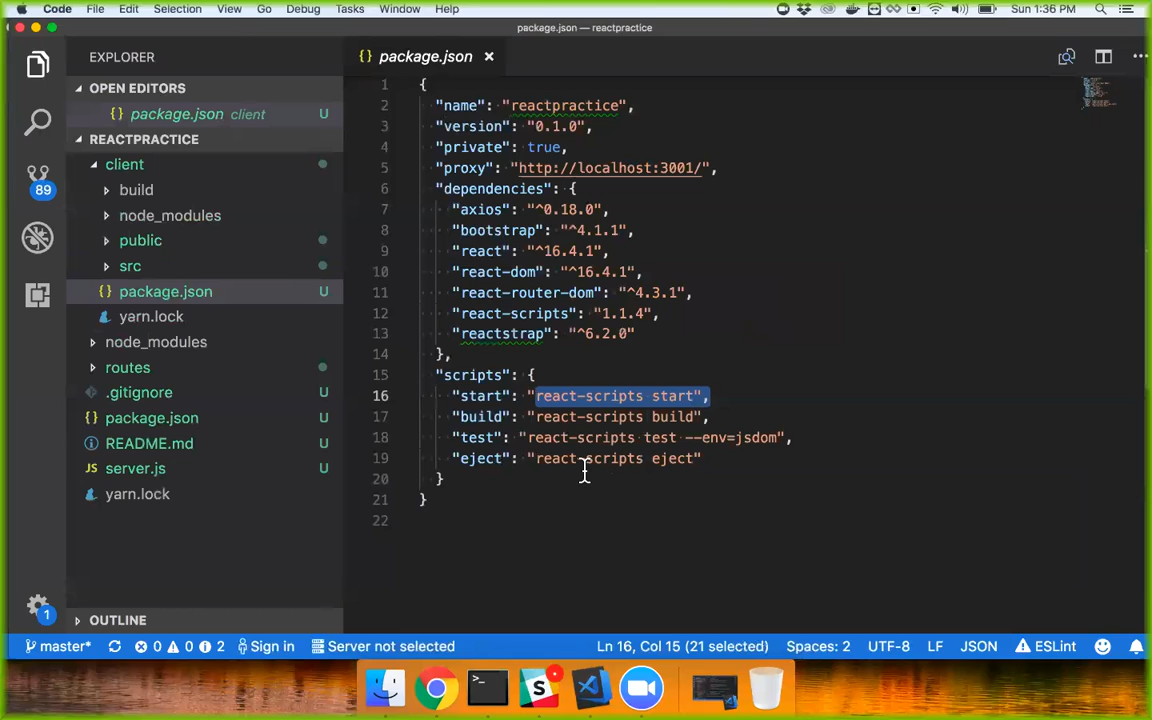 Code File Edit Selection View Go Debug Tasks Window Help Sun 1:36 PM
package.json — reactpractice
EXPLORER
OPEN EDITORS
{} package.json client U
REACTPRACTICE
client
build
node_modules
public
src
{} package.json U
yarn.lock
node_modules
routes
.gitignore U
package.json U
README.md U
JS server.js U
yarn.lock
OUTLINE
89
1
{} package.json ×
1 {
2 "name": "reactpractice",
3 "version": "0.1.0",
4 "private": true,
5 "proxy": "http://localhost:3001/",
6 "dependencies": {
7 "axios": "^0.18.0",
8 "bootstrap": "^4.1.1",
9 "react": "^16.4.1",
10 "react-dom": "^16.4.1",
11 "react-router-dom": "^4.3.1",
12 "react-scripts": "1.1.4",
13 "reactstrap": "^6.2.0"
14 },
15 "scripts": {
16 "start": "react-scripts start",
17 "build": "react-scripts build",
18 "test": "react-scripts test --env=jsdom",
19 "eject": "react-scripts eject"
20 }
21 }
22
master* 0 0 2 Sign in Server not selected Ln 16, Col 15 (21 selected) Spaces: 2 UTF-8 LF JSON ESLint